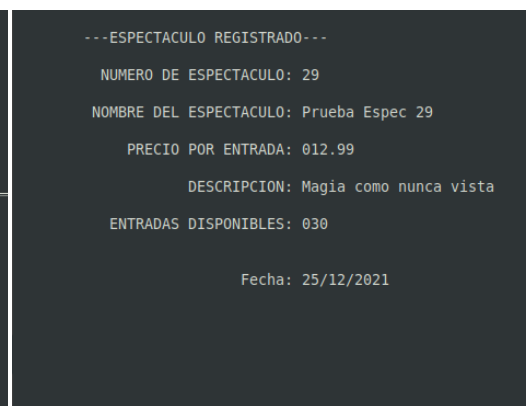 ---ESPECTACULO REGISTRADO---
NUMERO DE ESPECTACULO: 29
NOMBRE DEL ESPECTACULO: Prueba Espec 29
PRECIO POR ENTRADA: 012.99
DESCRIPCION: Magia como nunca vista
ENTRADAS DISPONIBLES: 030
Fecha: 25/12/2021